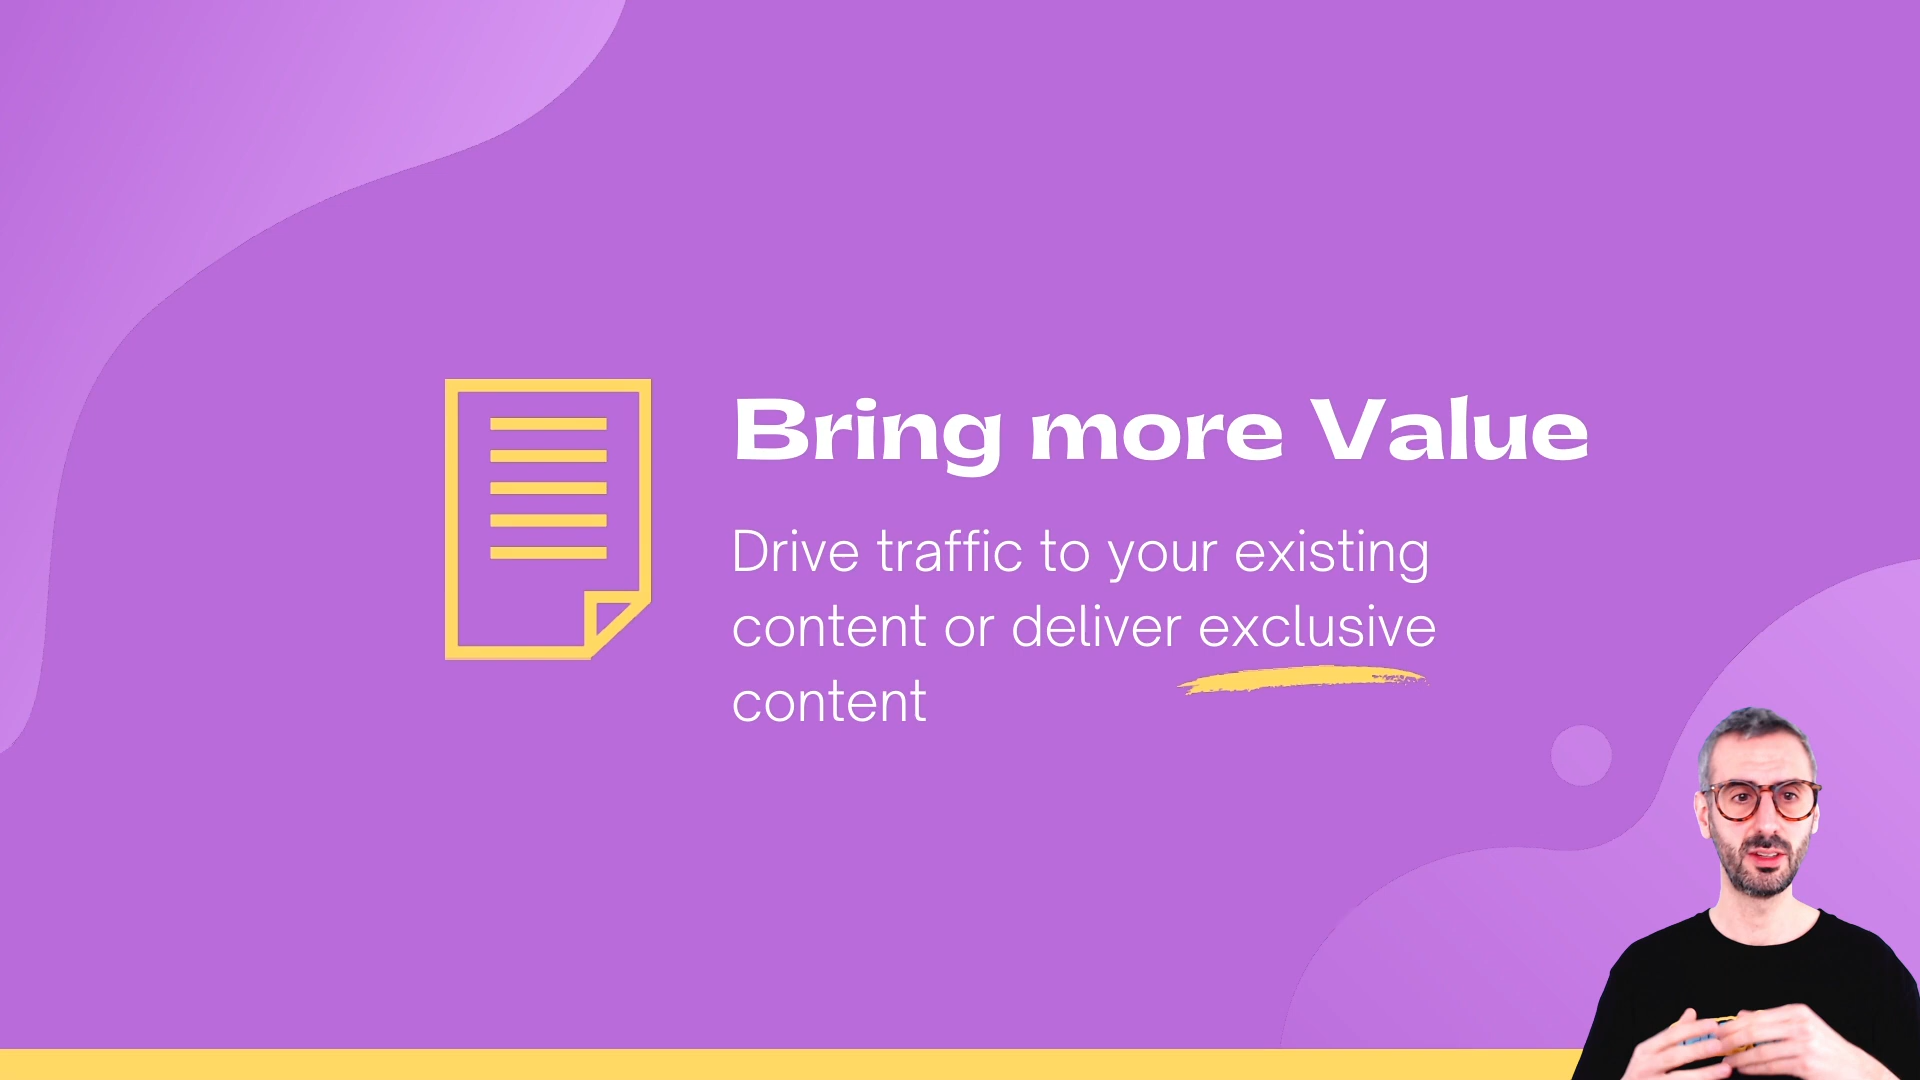 Bring more Value
Drive traffic to your existing
content or deliver exclusive
content